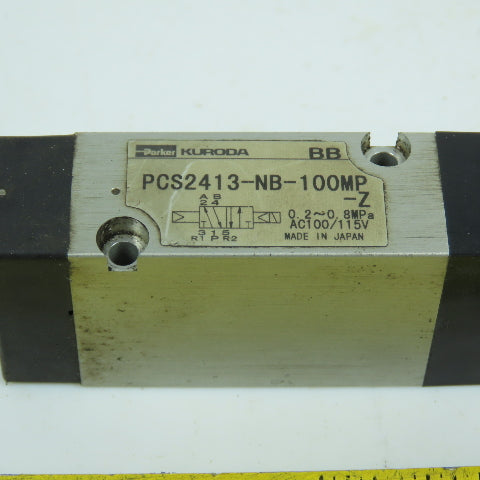 Parker KURODA BB
PCS2413-NB-100MP
-Z
A B
2 4
0.2~0.8MPa
3 1 5
AC100/115V
R1 P R2
MADE IN JAPAN